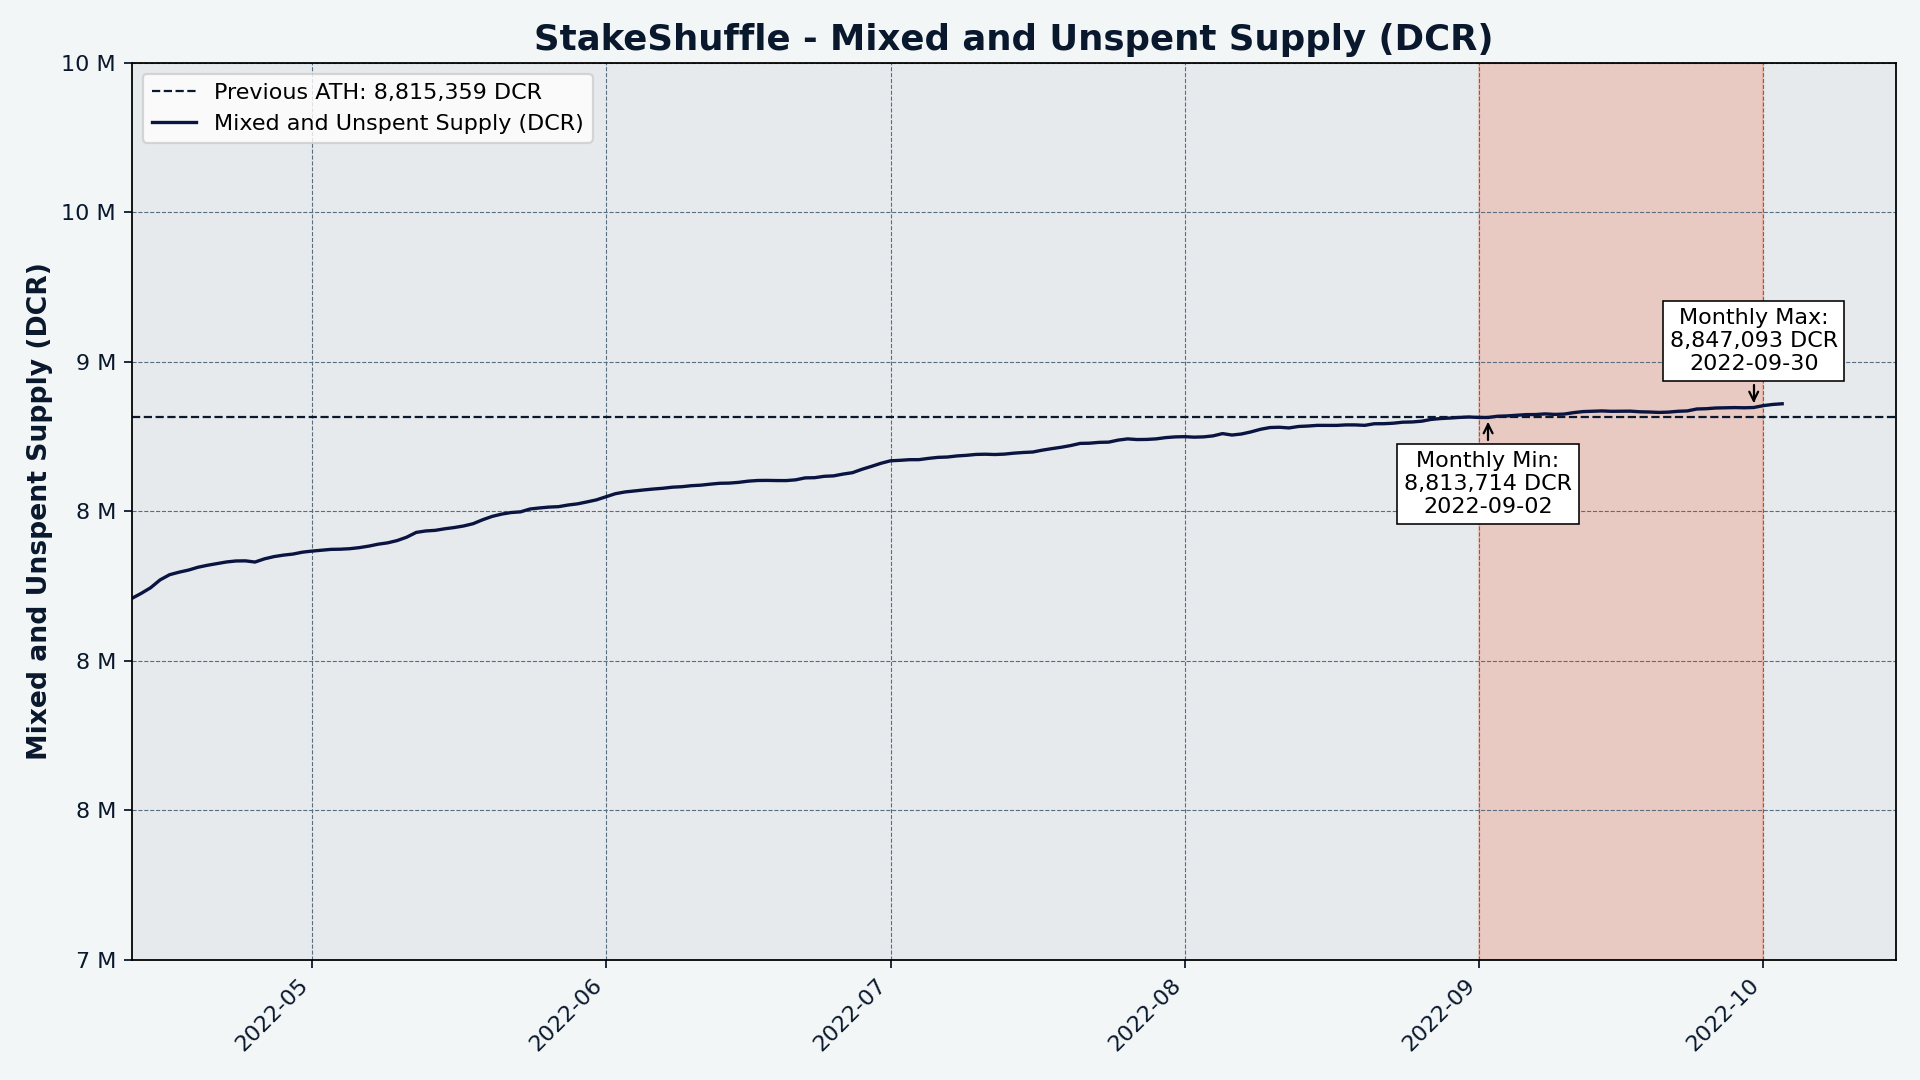 StakeShuffle - Mixed and Unspent Supply (DCR)
Mixed and Unspent Supply (DCR)
10 M
10 M
9 M
8 M
8 M
8 M
7 M
Previous ATH: 8,815,359 DCR
Mixed and Unspent Supply (DCR)
Monthly Max:
8,847,093 DCR
2022-09-30
Monthly Min:
8,813,714 DCR
2022-09-02
2022-05
2022-06
2022-07
2022-08
2022-09
2022-10